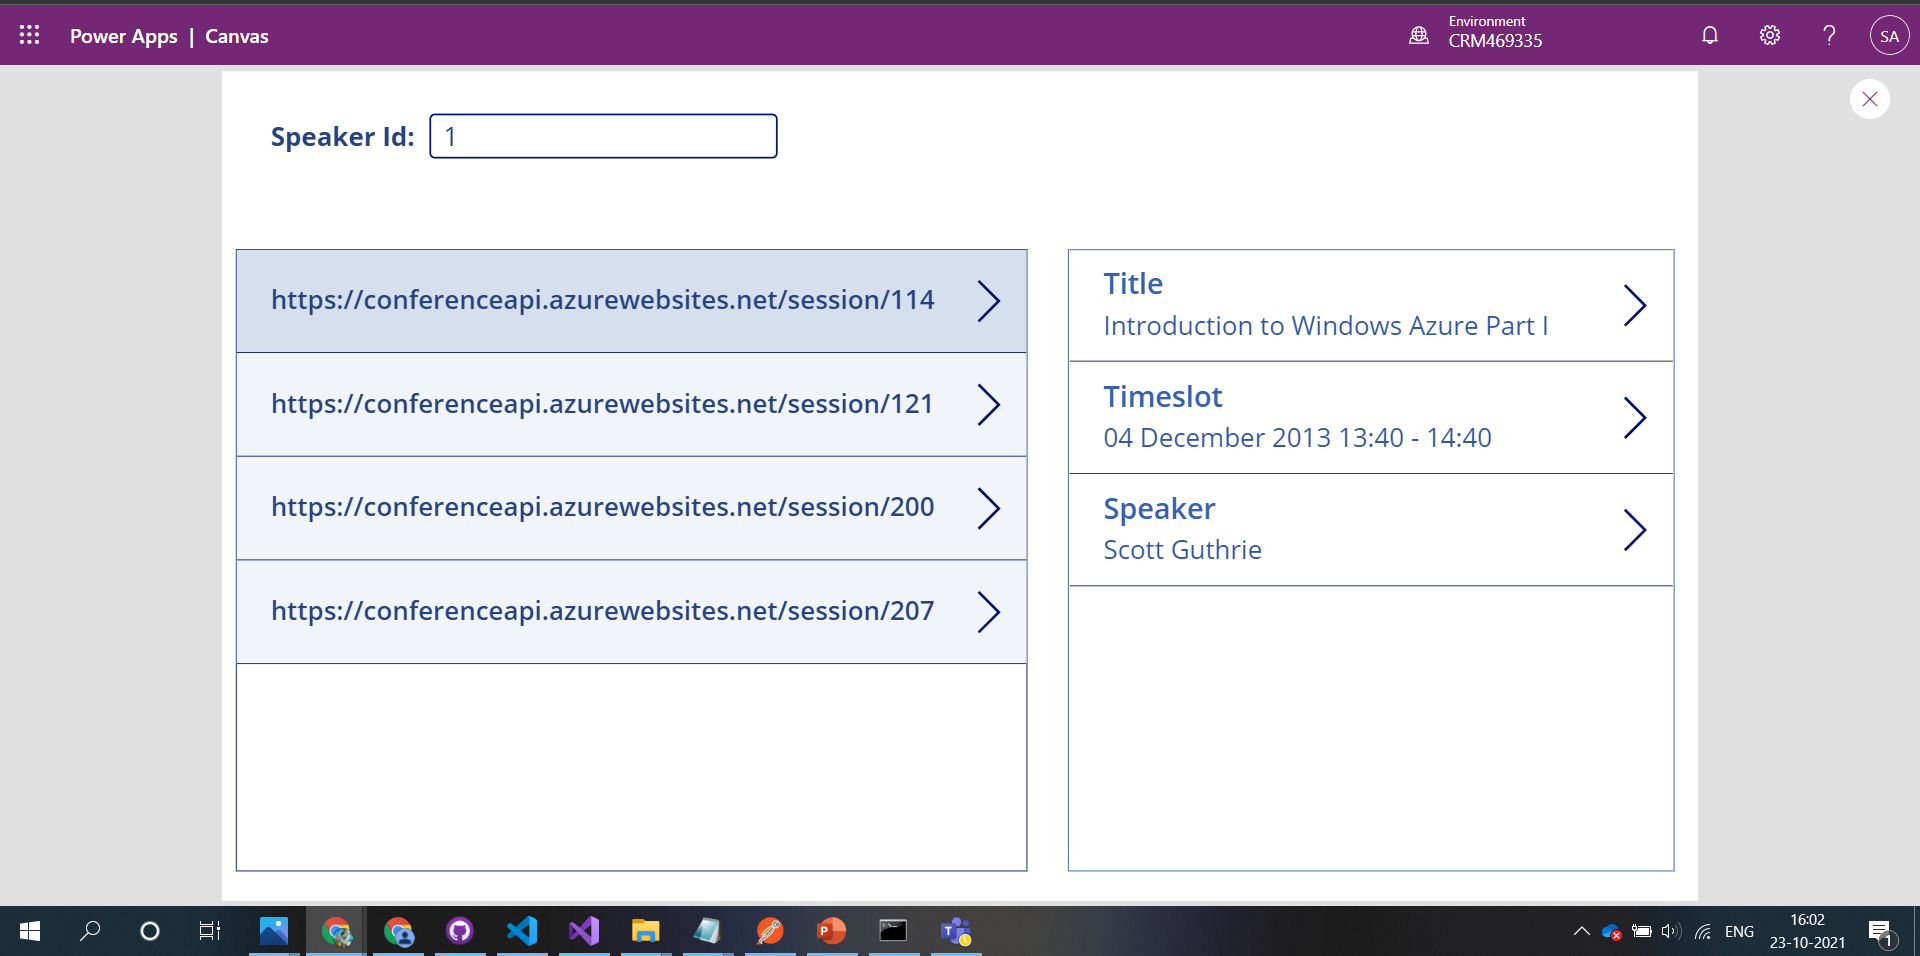 Power Apps | Canvas
Environment
CRM469335
?
SA
Speaker Id:
1
https://conferenceapi.azurewebsites.net/session/114
https://conferenceapi.azurewebsites.net/session/121
https://conferenceapi.azurewebsites.net/session/200
https://conferenceapi.azurewebsites.net/session/207
Title
Introduction to Windows Azure Part I
Timeslot
04 December 2013 13:40 - 14:40
Speaker
Scott Guthrie
ENG
16:02
23-10-2021
1